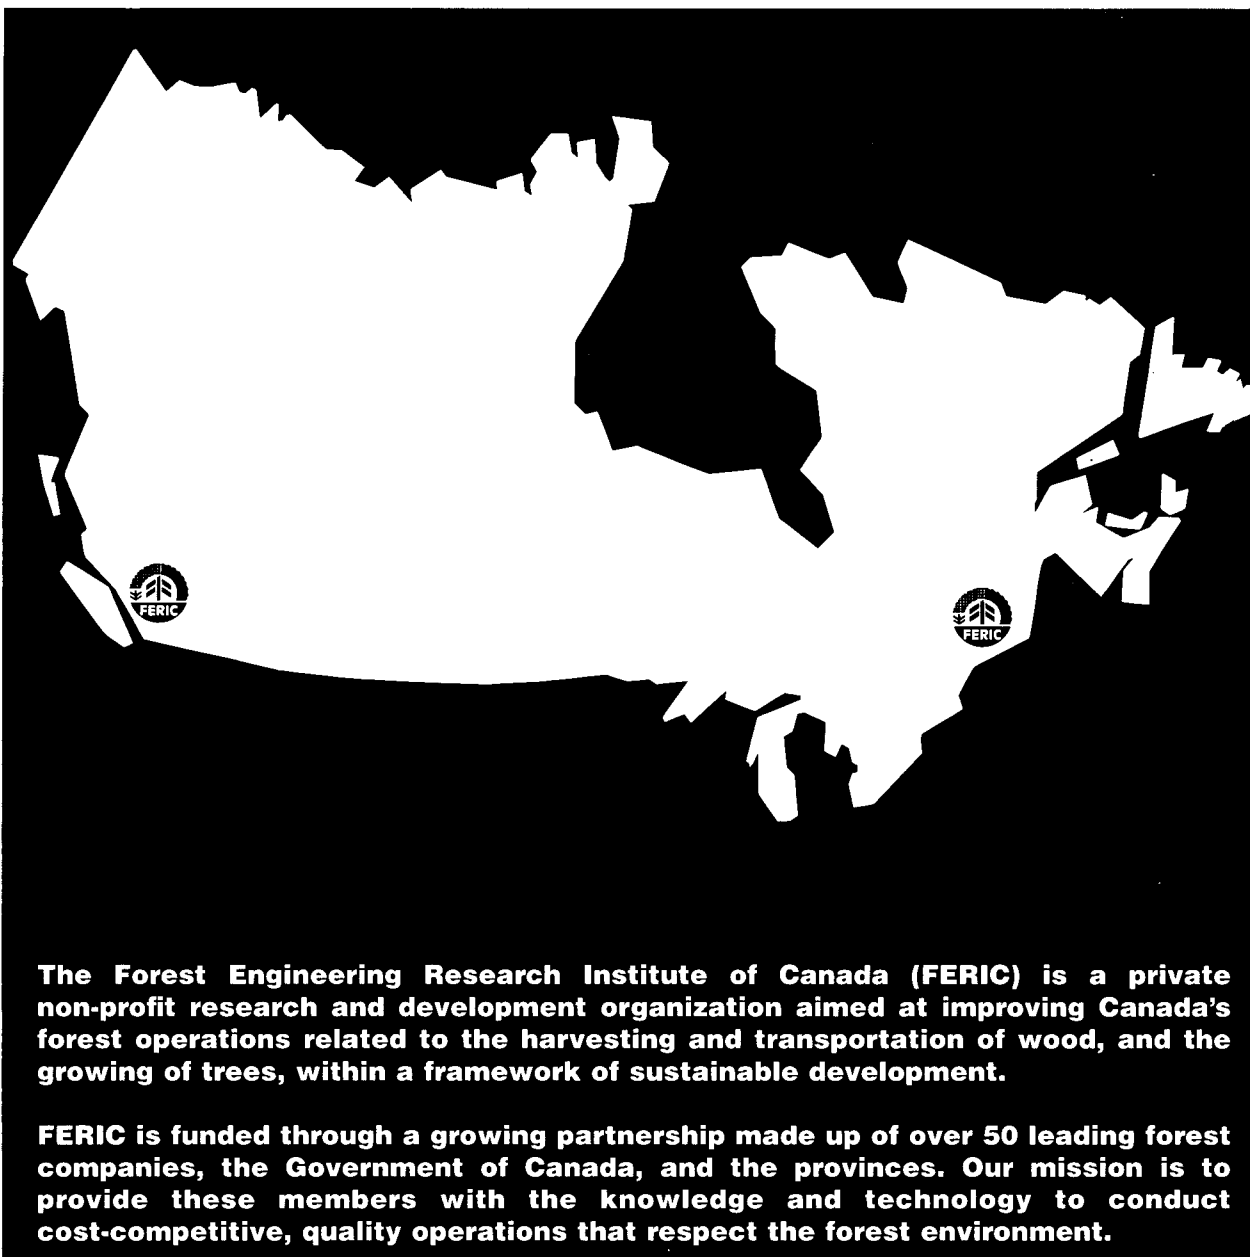 FERIC
FERIC
The Forest Engineering Research Institute of Canada (FERIC) is a private
non-profit research and development organization aimed at improving Canada's
forest operations related to the harvesting and transportation of wood, and the
growing of trees, within a framework of sustainable development.
FERIC is funded through a growing partnership made up of over 50 leading forest
companies, the Government of Canada, and the provinces. Our mission is to
provide these members with the knowledge and technology to conduct
cost-competitive, quality operations that respect the forest environment.